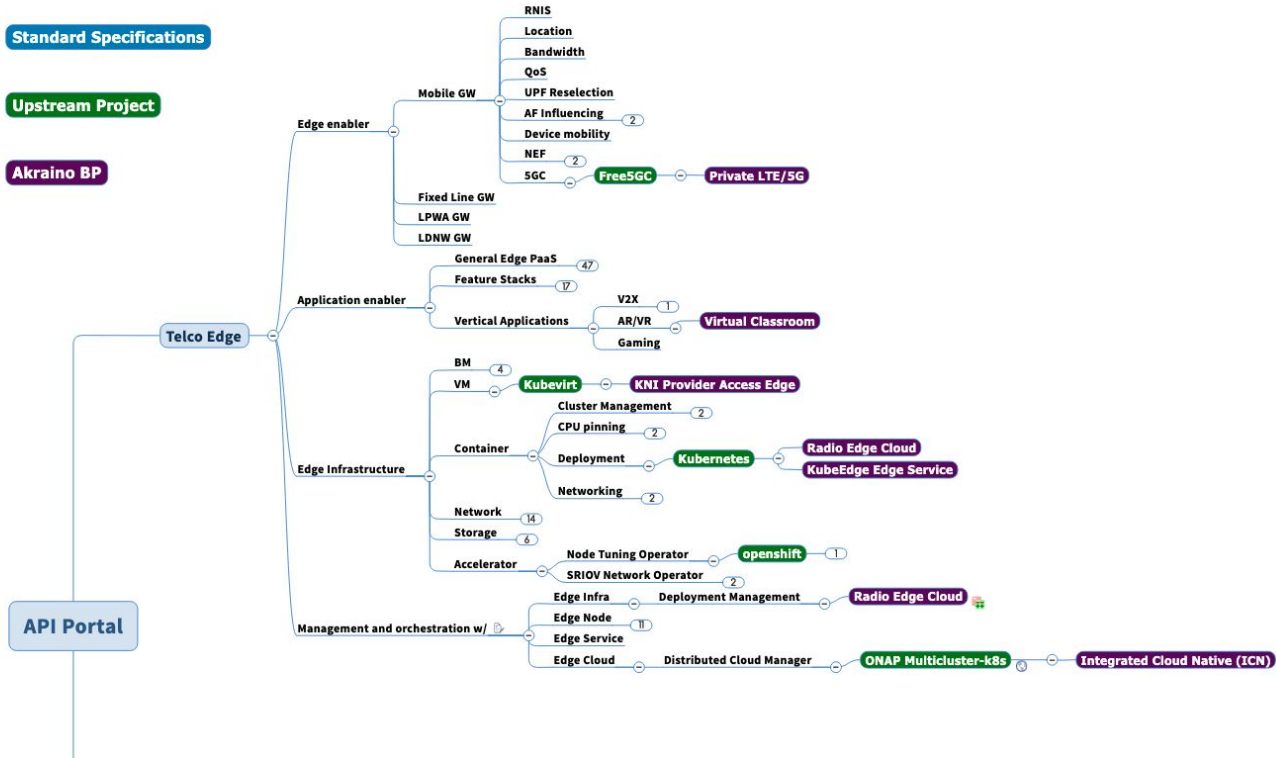 Standard Specifications
Upstream Project
Akraino BP
API Portal
Telco Edge
Edge enabler
Mobile GW
RNIS
Location
Bandwidth
QoS
UPF Reselection
AF Influencing 2
Device mobility
NEF 2
5GC Free5GC Private LTE/5G
Fixed Line GW
LPWA GW
LDNW GW
Application enabler
General Edge PaaS 47
Feature Stacks 17
Vertical Applications
V2X 1
AR/VR Virtual Classroom
Gaming
Edge Infrastructure
BM 4
VM Kubevirt KNI Provider Access Edge
Container
Cluster Management 2
CPU pinning 2
Deployment Kubernetes
Radio Edge Cloud
KubeEdge Edge Service
Networking 2
Network 14
Storage 6
Accelerator
Node Tuning Operator openshift 1
SRIOV Network Operator 2
Management and orchestration w/
Edge Infra Deployment Management Radio Edge Cloud
Edge Node 11
Edge Service
Edge Cloud Distributed Cloud Manager ONAP Multicluster-k8s Integrated Cloud Native (ICN)